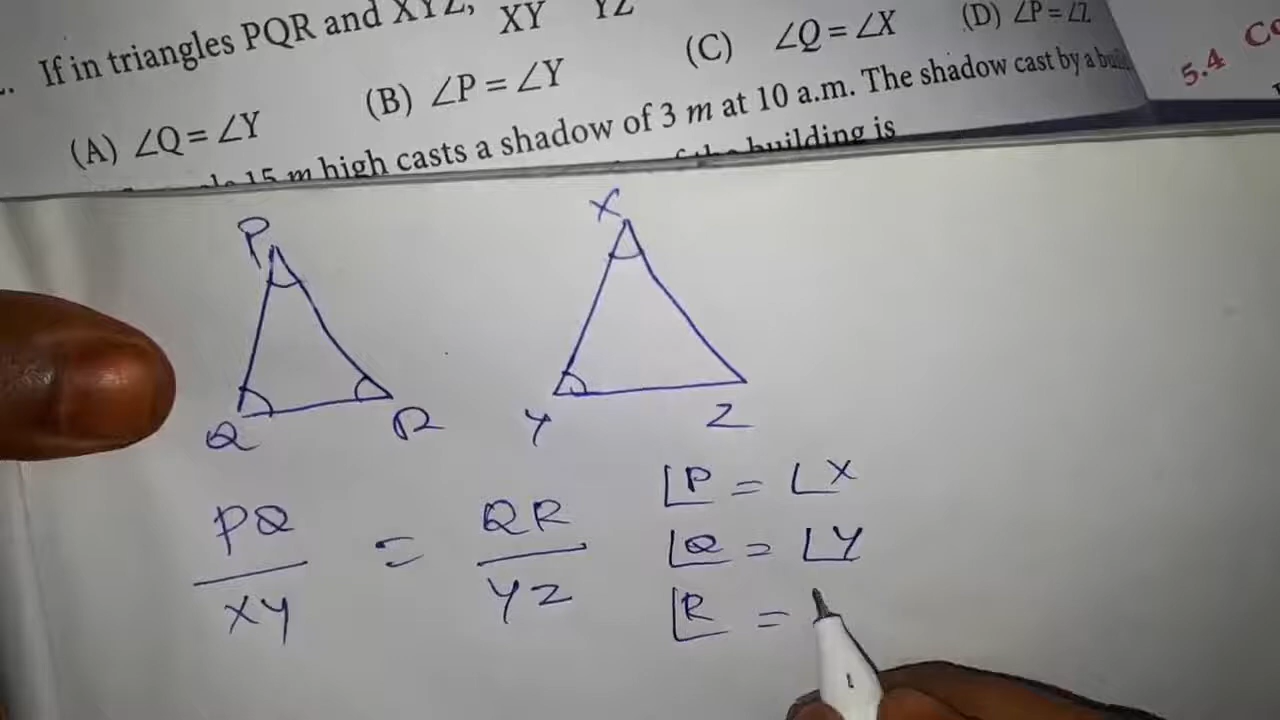 If in triangles PQR and XYZ, XY YZ
(A) ∠Q = ∠Y (B) ∠P = ∠Y (C) ∠Q = ∠X (D) ∠P = ∠Z
15 m high casts a shadow of 3 m at 10 a.m. The shadow cast by a
building is
5.4
P
X
Q
R
Y
Z
PQ/XY = QR/YZ
∠P = ∠X
∠Q = ∠Y
∠R =